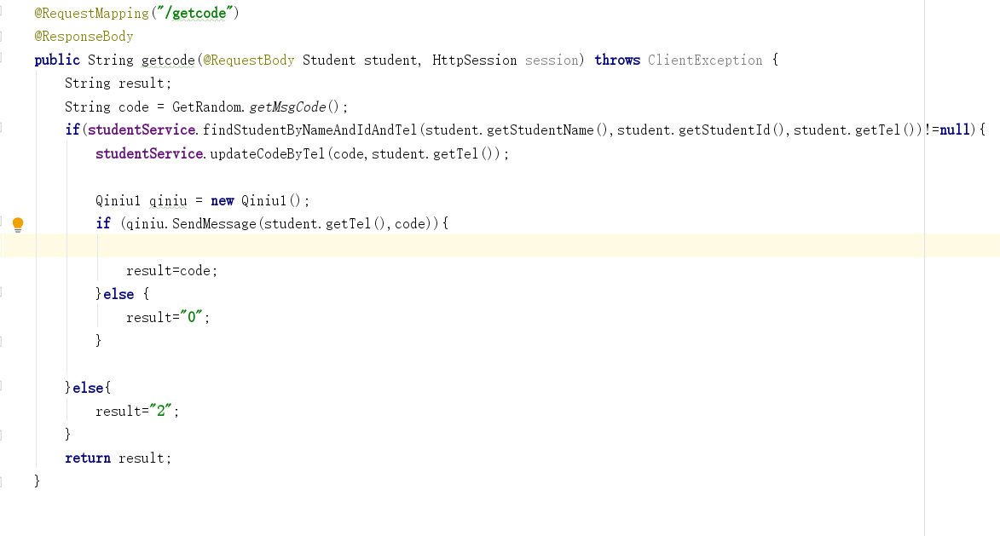 @RequestMapping("/getcode")
@ResponseBody
public String getcode(@RequestBody Student student, HttpSession session) throws ClientException {
String result;
String code = GetRandom.getMsgCode();
if(studentService.findStudentByNameAndIdAndTel(student.getStudentName(),student.getStudentId(),student.getTel())!=null){
studentService.updateCodeByTel(code,student.getTel());
Qiniu1 qiniu = new Qiniu1();
if (qiniu.SendMessage(student.getTel(),code)){
result=code;
}else {
result="0";
}
}else{
result="2";
}
return result;
}